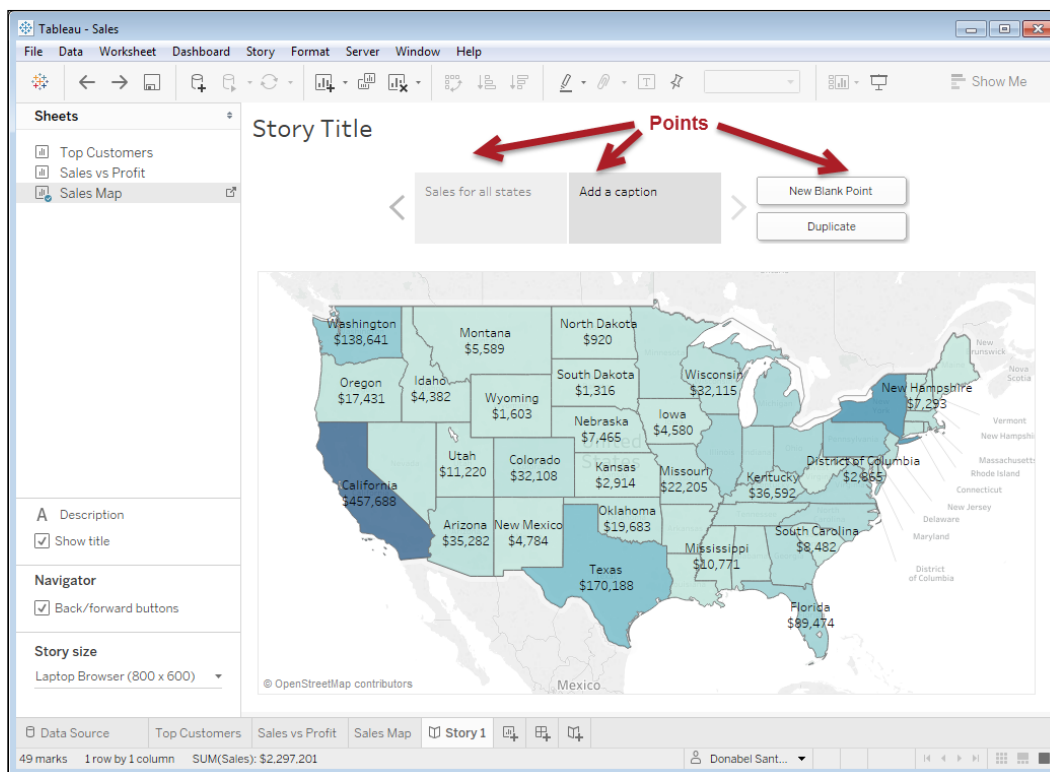 Tableau - Sales
File Data Worksheet Dashboard Story Format Server Window Help
Show Me
Sheets
Top Customers
Sales vs Profit
Sales Map
Description
Show title
Navigator
Back/forward buttons
Story size
Laptop Browser (800 x 600)
Story Title
Points
Sales for all states
Add a caption
New Blank Point
Duplicate
Washington
$138,641
Montana
$5,589
North Dakota
$920
Oregon
$17,431
Idaho
$4,382
Wyoming
$1,603
South Dakota
$1,316
Wisconsin
$32,115
New Hampshire
$7,293
Nebraska
$7,465
Iowa
$4,580
United States
California
$457,688
Utah
$11,220
Colorado
$32,108
Kansas
$2,914
Missouri
$22,205
Kentucky
$36,592
District of Columbia
$2,865
Arizona
$35,282
New Mexico
$4,784
Oklahoma
$19,683
Texas
$170,188
Mississippi
$10,771
South Carolina
$8,482
Florida
$89,474
Nova
Scotia
Vermont
New Hampshi
Massachusetts
Rhode Island
Connecticut
New Jersey
Delaware
Maryland
District
of Columbia
Mexico
© OpenStreetMap contributors
Data Source Top Customers Sales vs Profit Sales Map Story 1
49 marks 1 row by 1 column SUM(Sales): $2,297,201 Donabel Sant...